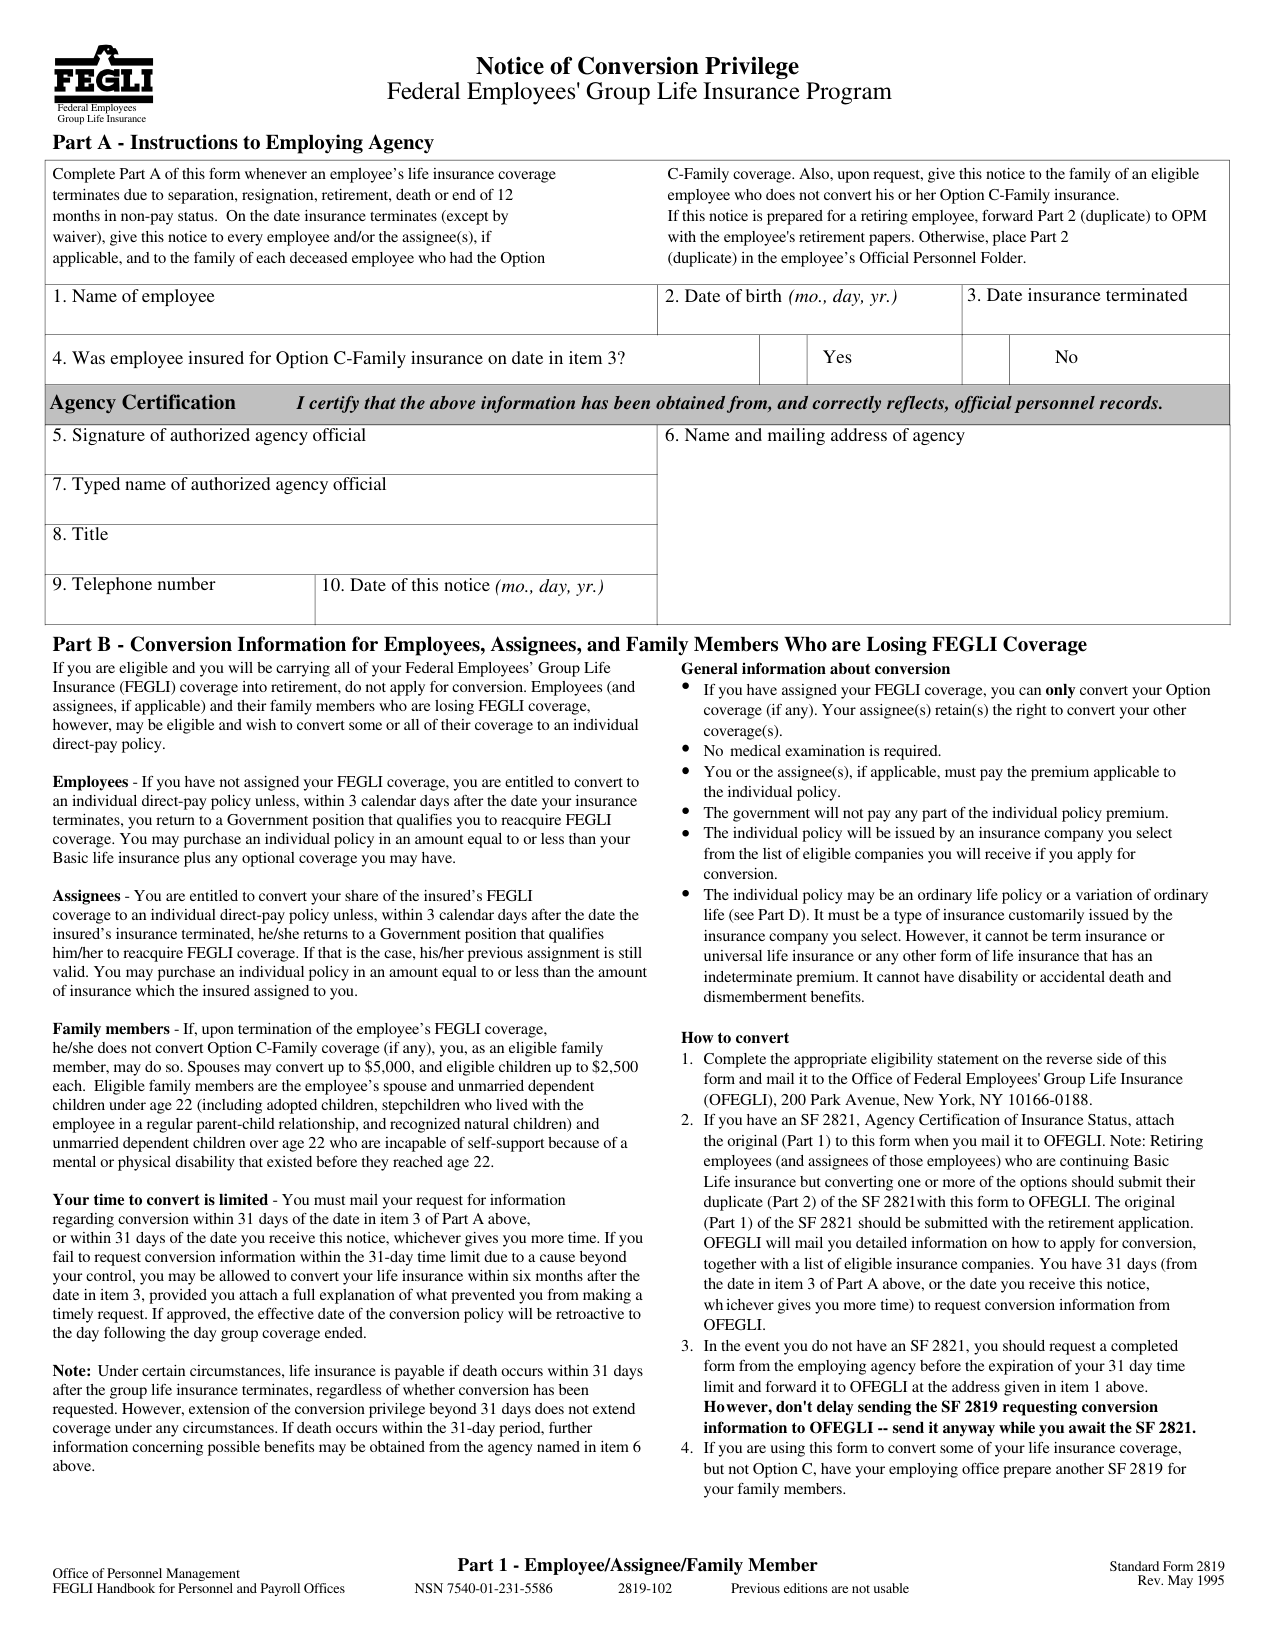 FEGLI
Federal Employees
Group Life Insurance
Notice of Conversion Privilege
Federal Employees' Group Life Insurance Program
Part A - Instructions to Employing Agency
Complete Part A of this form whenever an employee’s life insurance coverage
terminates due to separation, resignation, retirement, death or end of 12
months in non-pay status.  On the date insurance terminates (except by
waiver), give this notice to every employee and/or the assignee(s), if
applicable, and to the family of each deceased employee who had the Option
C-Family coverage. Also, upon request, give this notice to the family of an eligible
employee who does not convert his or her Option C-Family insurance.
If this notice is prepared for a retiring employee, forward Part 2 (duplicate) to OPM
with the employee's retirement papers. Otherwise, place Part 2
(duplicate) in the employee’s Official Personnel Folder.
1. Name of employee
2. Date of birth (mo., day, yr.)
3. Date insurance terminated
4. Was employee insured for Option C-Family insurance on date in item 3?
Yes
No
Agency Certification I certify that the above information has been obtained from, and correctly reflects, official personnel records.
5. Signature of authorized agency official
6. Name and mailing address of agency
7. Typed name of authorized agency official
8. Title
9. Telephone number
10. Date of this notice (mo., day, yr.)
Part B - Conversion Information for Employees, Assignees, and Family Members Who are Losing FEGLI Coverage
If you are eligible and you will be carrying all of your Federal Employees’ Group Life
Insurance (FEGLI) coverage into retirement, do not apply for conversion. Employees (and
assignees, if applicable) and their family members who are losing FEGLI coverage,
however, may be eligible and wish to convert some or all of their coverage to an individual
direct-pay policy.
Employees - If you have not assigned your FEGLI coverage, you are entitled to convert to
an individual direct-pay policy unless, within 3 calendar days after the date your insurance
terminates, you return to a Government position that qualifies you to reacquire FEGLI
coverage. You may purchase an individual policy in an amount equal to or less than your
Basic life insurance plus any optional coverage you may have.
Assignees - You are entitled to convert your share of the insured’s FEGLI
coverage to an individual direct-pay policy unless, within 3 calendar days after the date the
insured’s insurance terminated, he/she returns to a Government position that qualifies
him/her to reacquire FEGLI coverage. If that is the case, his/her previous assignment is still
valid. You may purchase an individual policy in an amount equal to or less than the amount
of insurance which the insured assigned to you.
Family members - If, upon termination of the employee’s FEGLI coverage,
he/she does not convert Option C-Family coverage (if any), you, as an eligible family
member, may do so. Spouses may convert up to $5,000, and eligible children up to $2,500
each.  Eligible family members are the employee’s spouse and unmarried dependent
children under age 22 (including adopted children, stepchildren who lived with the
employee in a regular parent-child relationship, and recognized natural children) and
unmarried dependent children over age 22 who are incapable of self-support because of a
mental or physical disability that existed before they reached age 22.
Your time to convert is limited - You must mail your request for information
regarding conversion within 31 days of the date in item 3 of Part A above,
or within 31 days of the date you receive this notice, whichever gives you more time. If you
fail to request conversion information within the 31-day time limit due to a cause beyond
your control, you may be allowed to convert your life insurance within six months after the
date in item 3, provided you attach a full explanation of what prevented you from making a
timely request. If approved, the effective date of the conversion policy will be retroactive to
the day following the day group coverage ended.
Note: Under certain circumstances, life insurance is payable if death occurs within 31 days
after the group life insurance terminates, regardless of whether conversion has been
requested. However, extension of the conversion privilege beyond 31 days does not extend
coverage under any circumstances. If death occurs within the 31-day period, further
information concerning possible benefits may be obtained from the agency named in item 6
above.
General information about conversion
• If you have assigned your FEGLI coverage, you can only convert your Option
coverage (if any). Your assignee(s) retain(s) the right to convert your other
coverage(s).
• No medical examination is required.
• You or the assignee(s), if applicable, must pay the premium applicable to
the individual policy.
• The government will not pay any part of the individual policy premium.
• The individual policy will be issued by an insurance company you select
from the list of eligible companies you will receive if you apply for
conversion.
• The individual policy may be an ordinary life policy or a variation of ordinary
life (see Part D). It must be a type of insurance customarily issued by the
insurance company you select. However, it cannot be term insurance or
universal life insurance or any other form of life insurance that has an
indeterminate premium. It cannot have disability or accidental death and
dismemberment benefits.
How to convert
1. Complete the appropriate eligibility statement on the reverse side of this
form and mail it to the Office of Federal Employees' Group Life Insurance
(OFEGLI), 200 Park Avenue, New York, NY 10166-0188.
2. If you have an SF 2821, Agency Certification of Insurance Status, attach
the original (Part 1) to this form when you mail it to OFEGLI. Note: Retiring
employees (and assignees of those employees) who are continuing Basic
Life insurance but converting one or more of the options should submit their
duplicate (Part 2) of the SF 2821with this form to OFEGLI. The original
(Part 1) of the SF 2821 should be submitted with the retirement application.
OFEGLI will mail you detailed information on how to apply for conversion,
together with a list of eligible insurance companies. You have 31 days (from
the date in item 3 of Part A above, or the date you receive this notice,
wh ichever gives you more time) to request conversion information from
OFEGLI.
3. In the event you do not have an SF 2821, you should request a completed
form from the employing agency before the expiration of your 31 day time
limit and forward it to OFEGLI at the address given in item 1 above.
However, don't delay sending the SF 2819 requesting conversion
information to OFEGLI -- send it anyway while you await the SF 2821.
4. If you are using this form to convert some of your life insurance coverage,
but not Option C, have your employing office prepare another SF 2819 for
your family members.
Office of Personnel Management
FEGLI Handbook for Personnel and Payroll Offices
Part 1 - Employee/Assignee/Family Member
NSN 7540-01-231-5586 2819-102 Previous editions are not usable
Standard Form 2819
Rev. May 1995